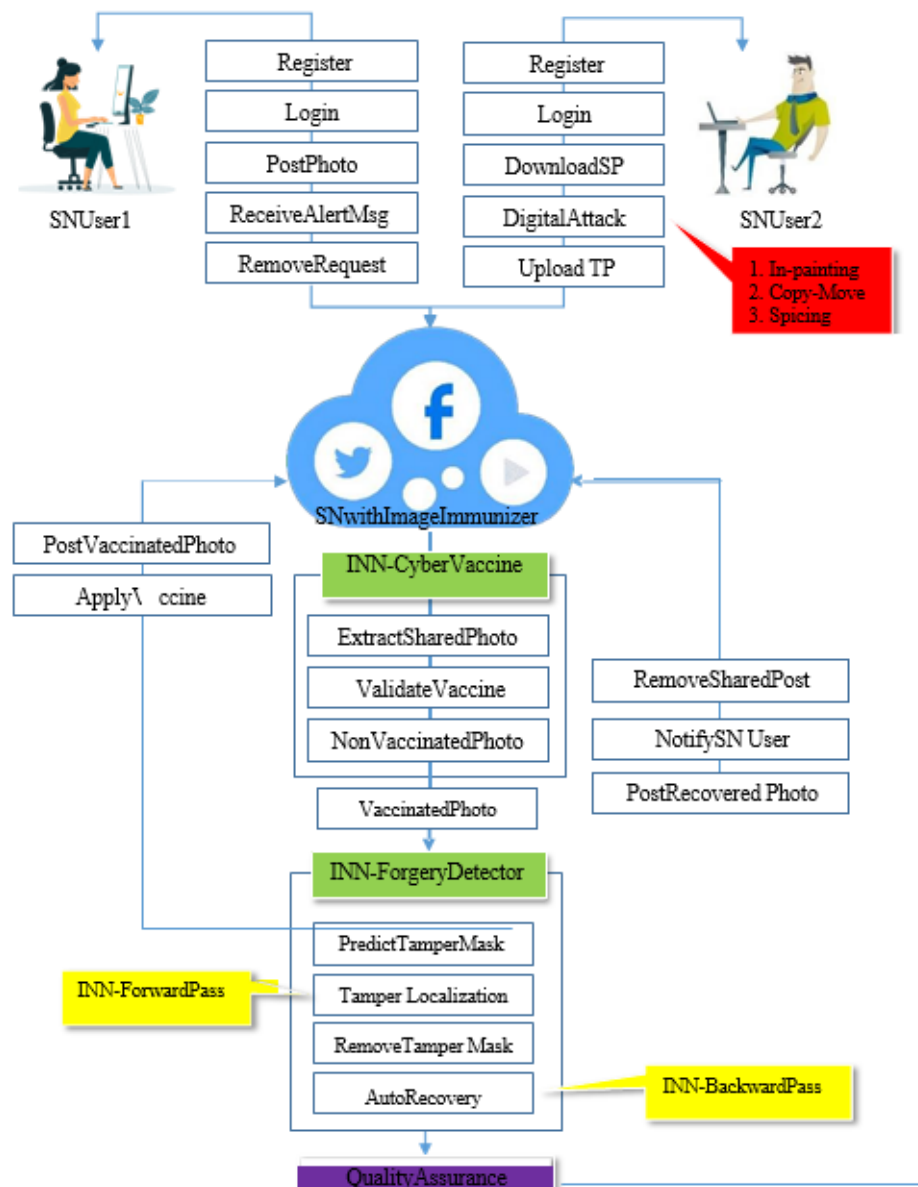 Register
Login
PostPhoto
ReceiveAlertMsg
RemoveRequest
SNUser1
Register
Login
DownloadSP
DigitalAttack
Upload TP
SNUser2
1. In-painting
2. Copy-Move
3. Spicing
f
SNwithImageImmunizer
PostVaccinatedPhoto
INN-CyberVaccine
ExtractSharedPhoto
ValidateVaccine
NonVaccinatedPhoto
RemoveSharedPost
NotifySN User
PostRecovered Photo
VaccinatedPhoto
INN-ForgeryDetector
PredictTamperMask
INN-ForwardPass
Tamper Localization
RemoveTamper Mask
AutoRecovery
INN-BackwardPass
QualityAssurance